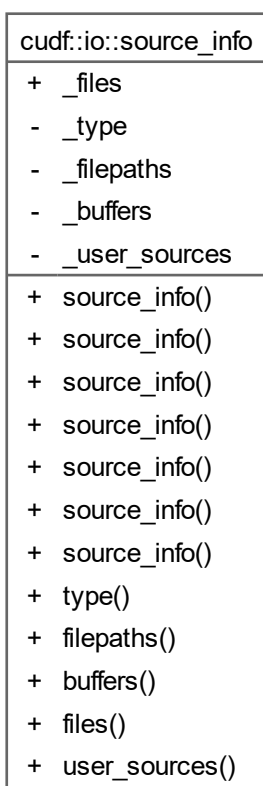 cudf::io::source_info
+ _files
- _type
- _filepaths
- _buffers
- _user_sources
+ source_info()
+ source_info()
+ source_info()
+ source_info()
+ source_info()
+ source_info()
+ source_info()
+ type()
+ filepaths()
+ buffers()
+ files()
+ user_sources()